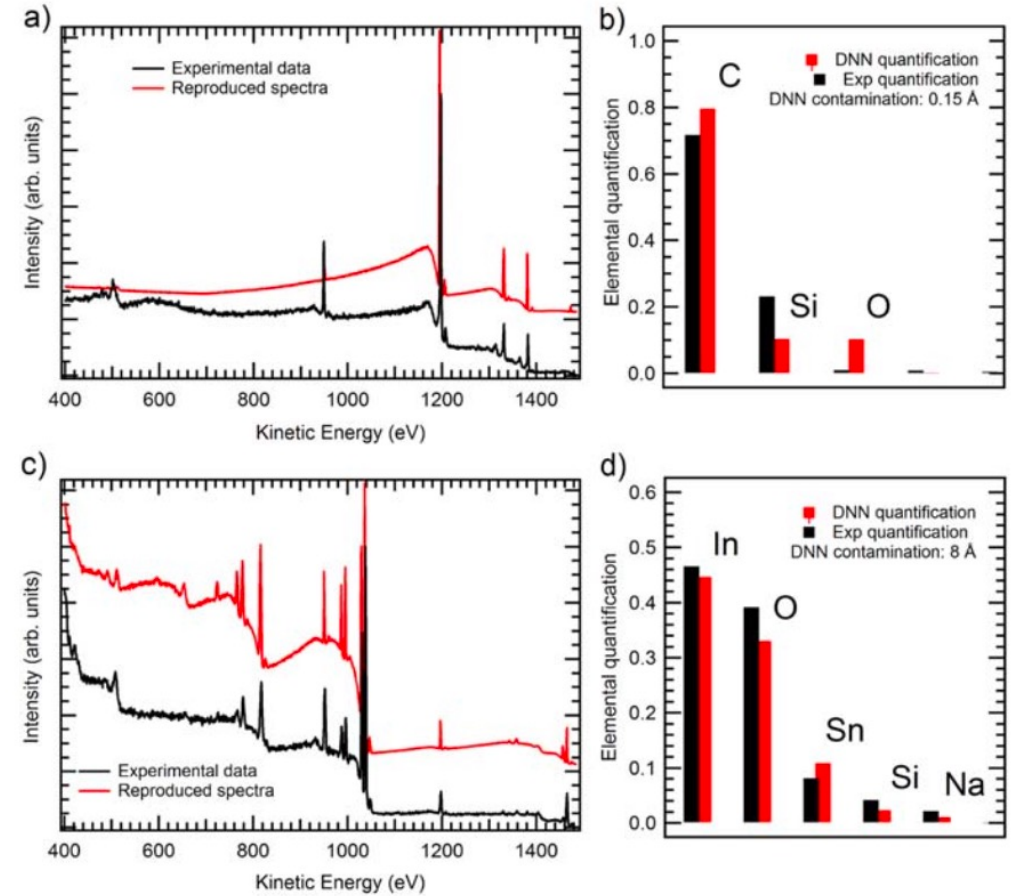 a)
Intensity (arb. units)
Experimental data
Reproduced spectra
400 600 800 1000 1200 1400
Kinetic Energy (eV)
b)
Elemental quantification
1.0
0.8
0.6
0.4
0.2
0.0
DNN quantification
Exp quantification
DNN contamination: 0.15 Å
C
Si
O
c)
Intensity (arb. units)
Experimental data
Reproduced spectra
400 600 800 1000 1200 1400
Kinetic Energy (eV)
d)
Elemental quantification
0.6
0.5
0.4
0.3
0.2
0.1
0.0
DNN quantification
Exp quantification
DNN contamination: 8 Å
In
O
Sn
Si
Na